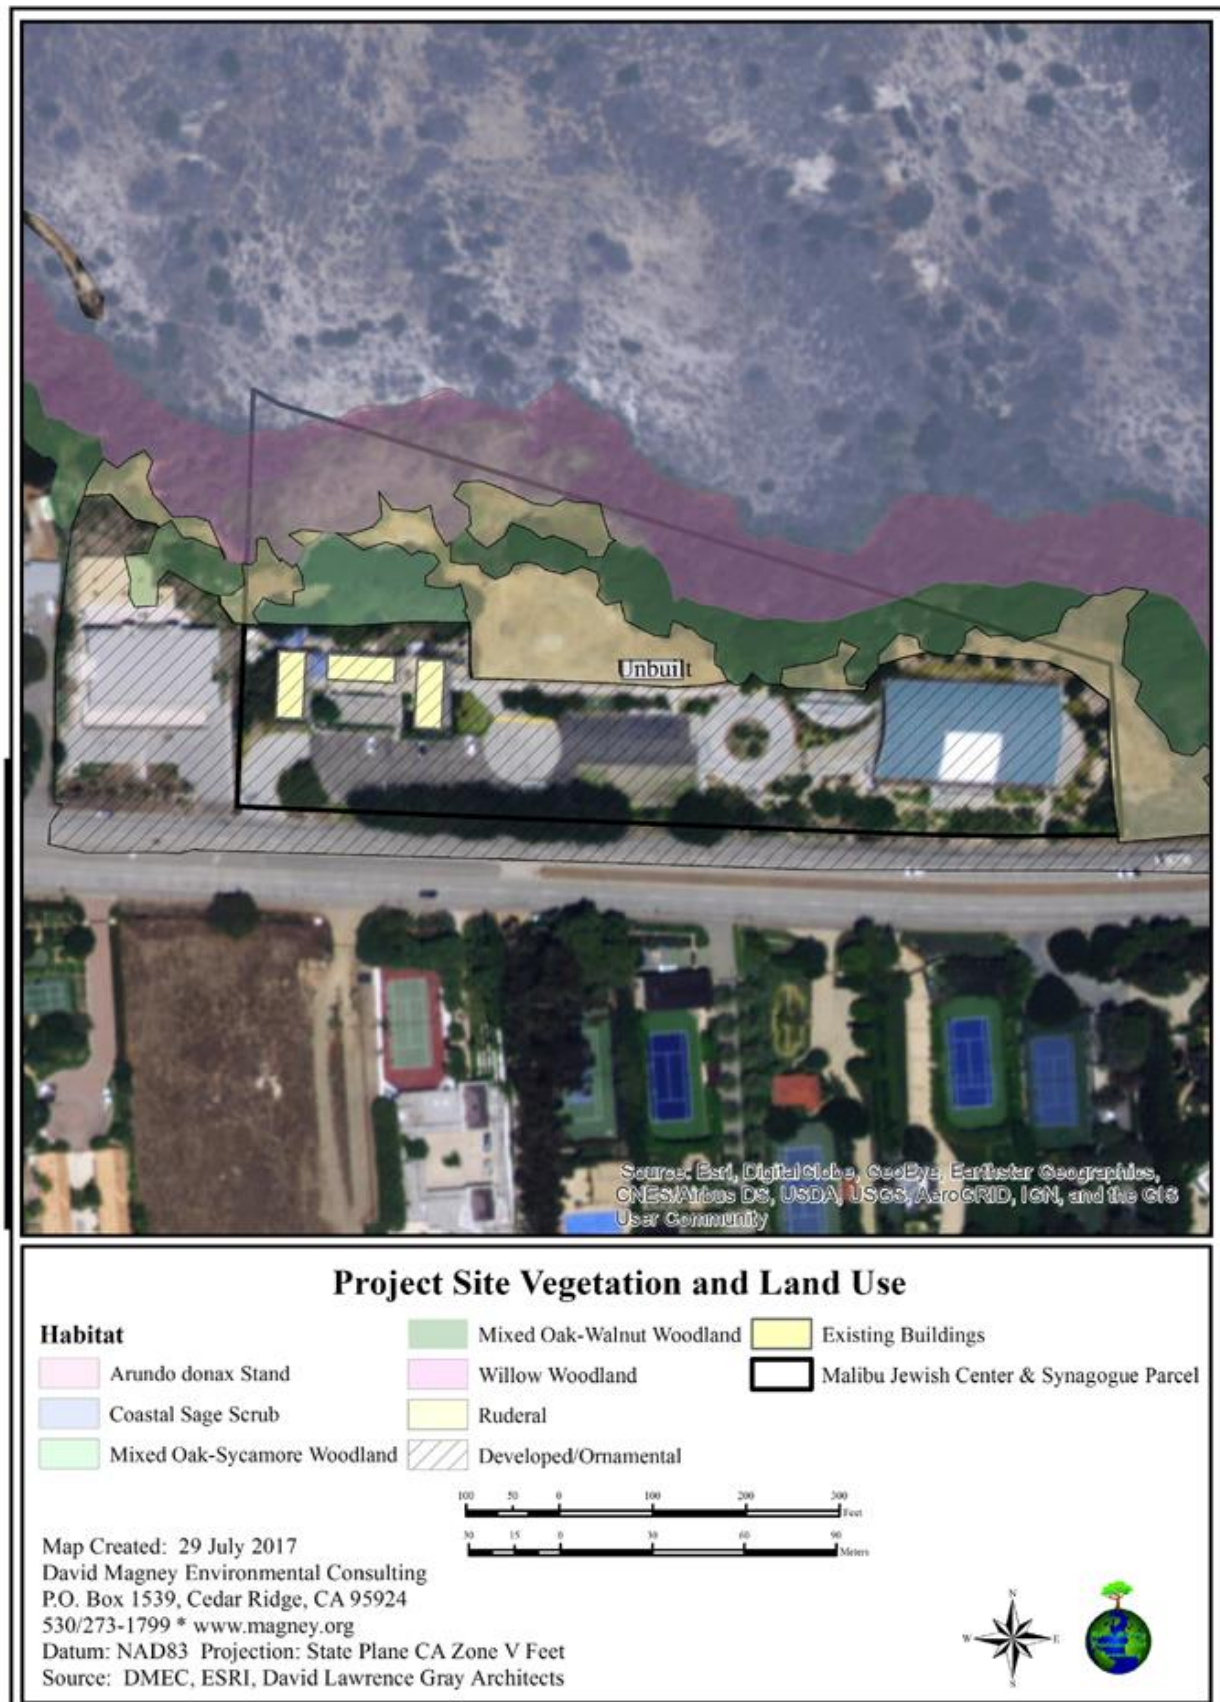 Unbuilt
Source: Esri, DigitalGlobe, GeoEye, Earthstar Geographics,
CNES/Airbus DS, USDA, USGS, AeroGRID, IGN, and the GIS
User Community
Project Site Vegetation and Land Use
Habitat
Arundo donax Stand
Coastal Sage Scrub
Mixed Oak-Sycamore Woodland
Mixed Oak-Walnut Woodland
Willow Woodland
Ruderal
Developed/Ornamental
Existing Buildings
Malibu Jewish Center & Synagogue Parcel
100 50 0 100 200 300
Feet
30 15 0 30 60 90
Meters
Map Created: 29 July 2017
David Magney Environmental Consulting
P.O. Box 1539, Cedar Ridge, CA 95924
530/273-1799 * www.magney.org
Datum: NAD83 Projection: State Plane CA Zone V Feet
Source: DMEC, ESRI, David Lawrence Gray Architects
N
W E
S